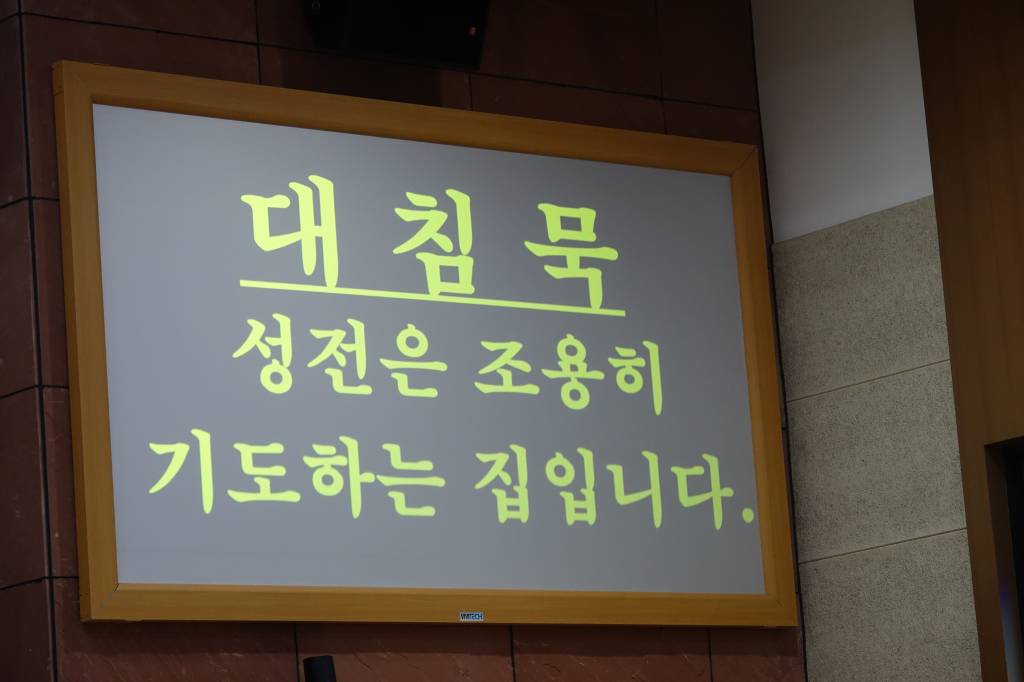 대침묵
성전은 조용히
기도하는 집입니다.